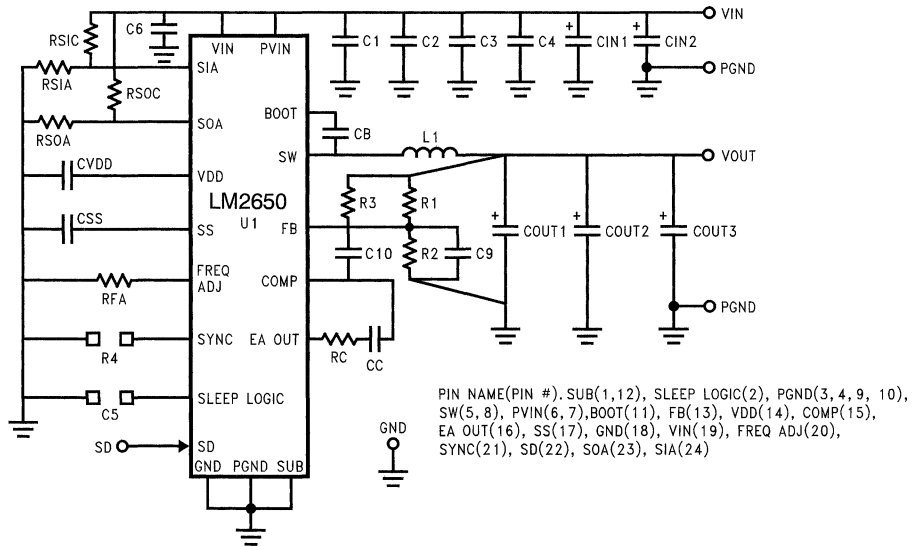 VIN
RSIC
C6
VIN PVIN
C1 C2 C3 C4 CIN1 CIN2
+ +
PGND
SIA
RSIA
RSOC
SOA
RSOA
BOOT
CB
SW
L1
VOUT
CVDD
VDD
LM2650
U1
R3 R1
CSS
SS
FB
C10 R2 C9
+ + +
COUT1 COUT2 COUT3
FREQ
ADJ
RFA
COMP
PGND
SYNC
R4
EA OUT
RC
CC
SLEEP LOGIC
C5
SD
SD
GND PGND SUB
GND
PIN NAME(PIN #).SUB(1,12), SLEEP LOGIC(2), PGND(3,4,9, 10),
SW(5,8), PVIN(6,7),BOOT(11), FB(13), VDD(14), COMP(15),
EA OUT(16), SS(17), GND(18), VIN(19), FREQ ADJ(20),
SYNC(21), SD(22), SOA(23), SIA(24)